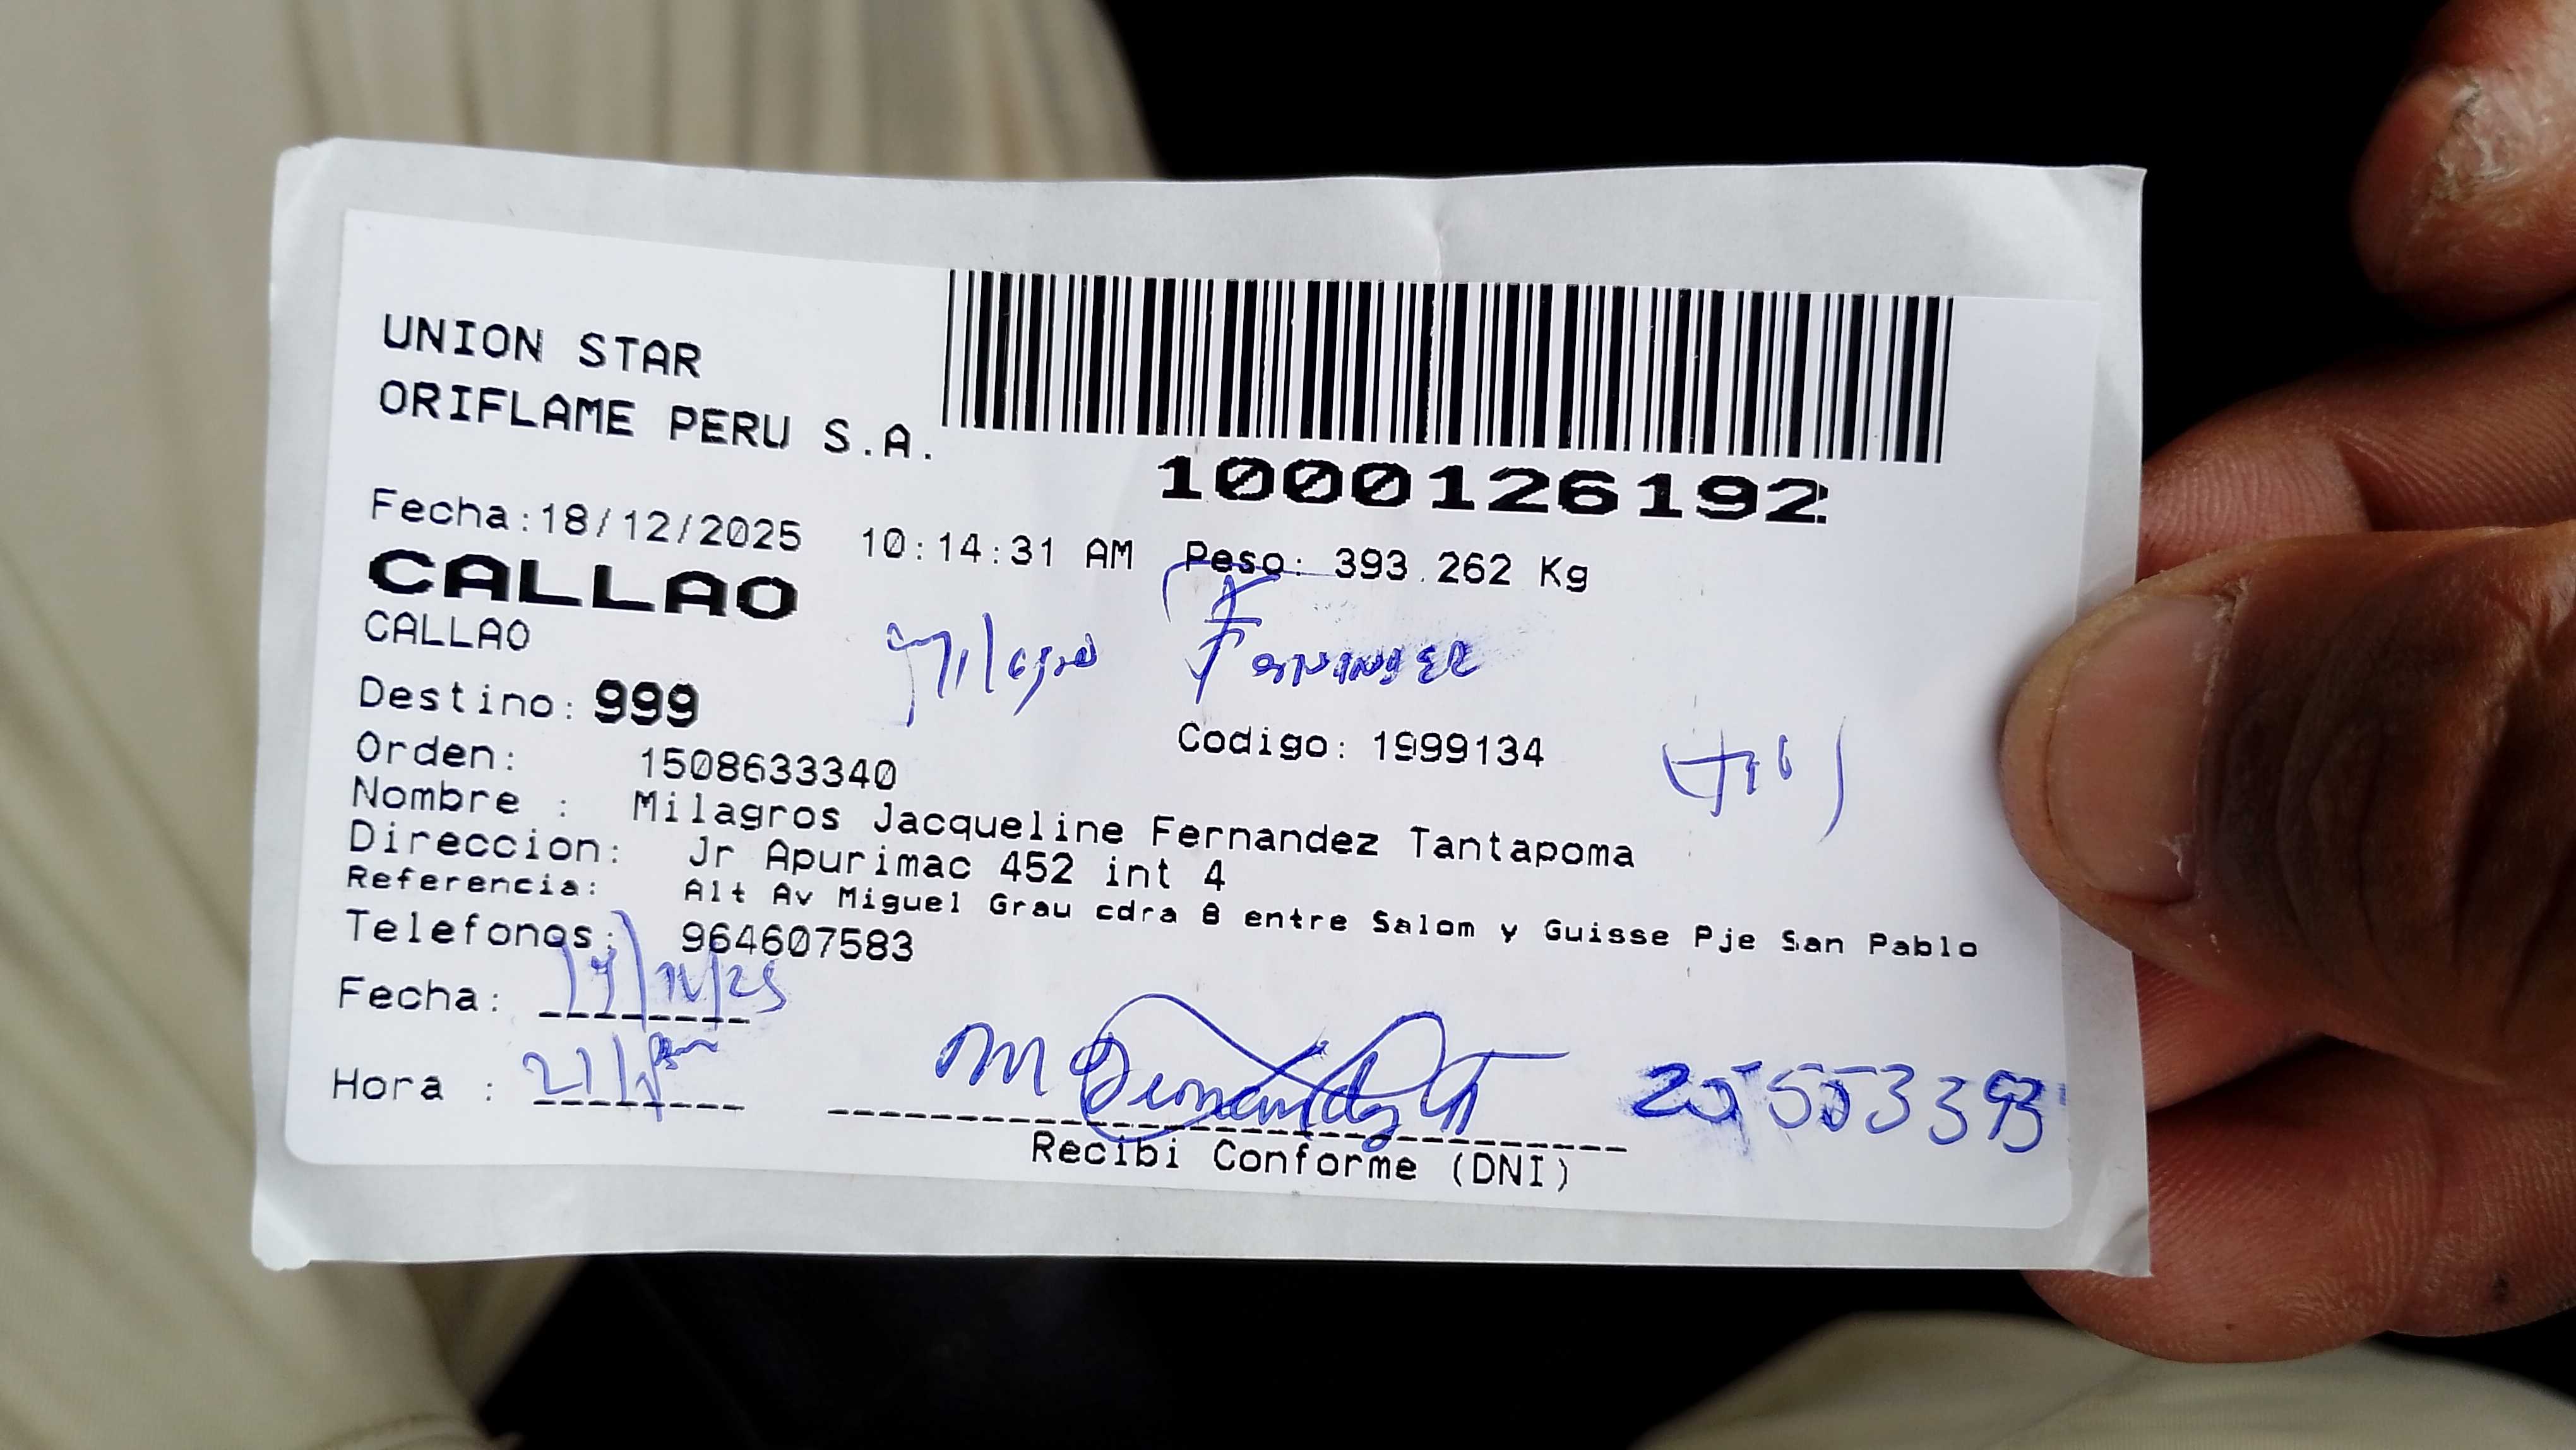 UNION STAR
ORIFLAME PERU S.A.
1000126192
Fecha:18/12/2025 10:14:31 AM Peso: 393.262 Kg
CALLAO
CALLAO
Milagros Fernandez
Destino: 999
Orden: 1508633340 Codigo: 1999134
Nombre : Milagros Jacqueline Fernandez Tantapoma
Direccion: Jr Apurimac 452 int 4
Referencia: Alt Av Miguel Grau cdra 8 entre Salom y Guisse Pje San Pablo
Telefonos: 964607583
Fecha:
Hora :
25553393
Recibi Conforme (DNI)